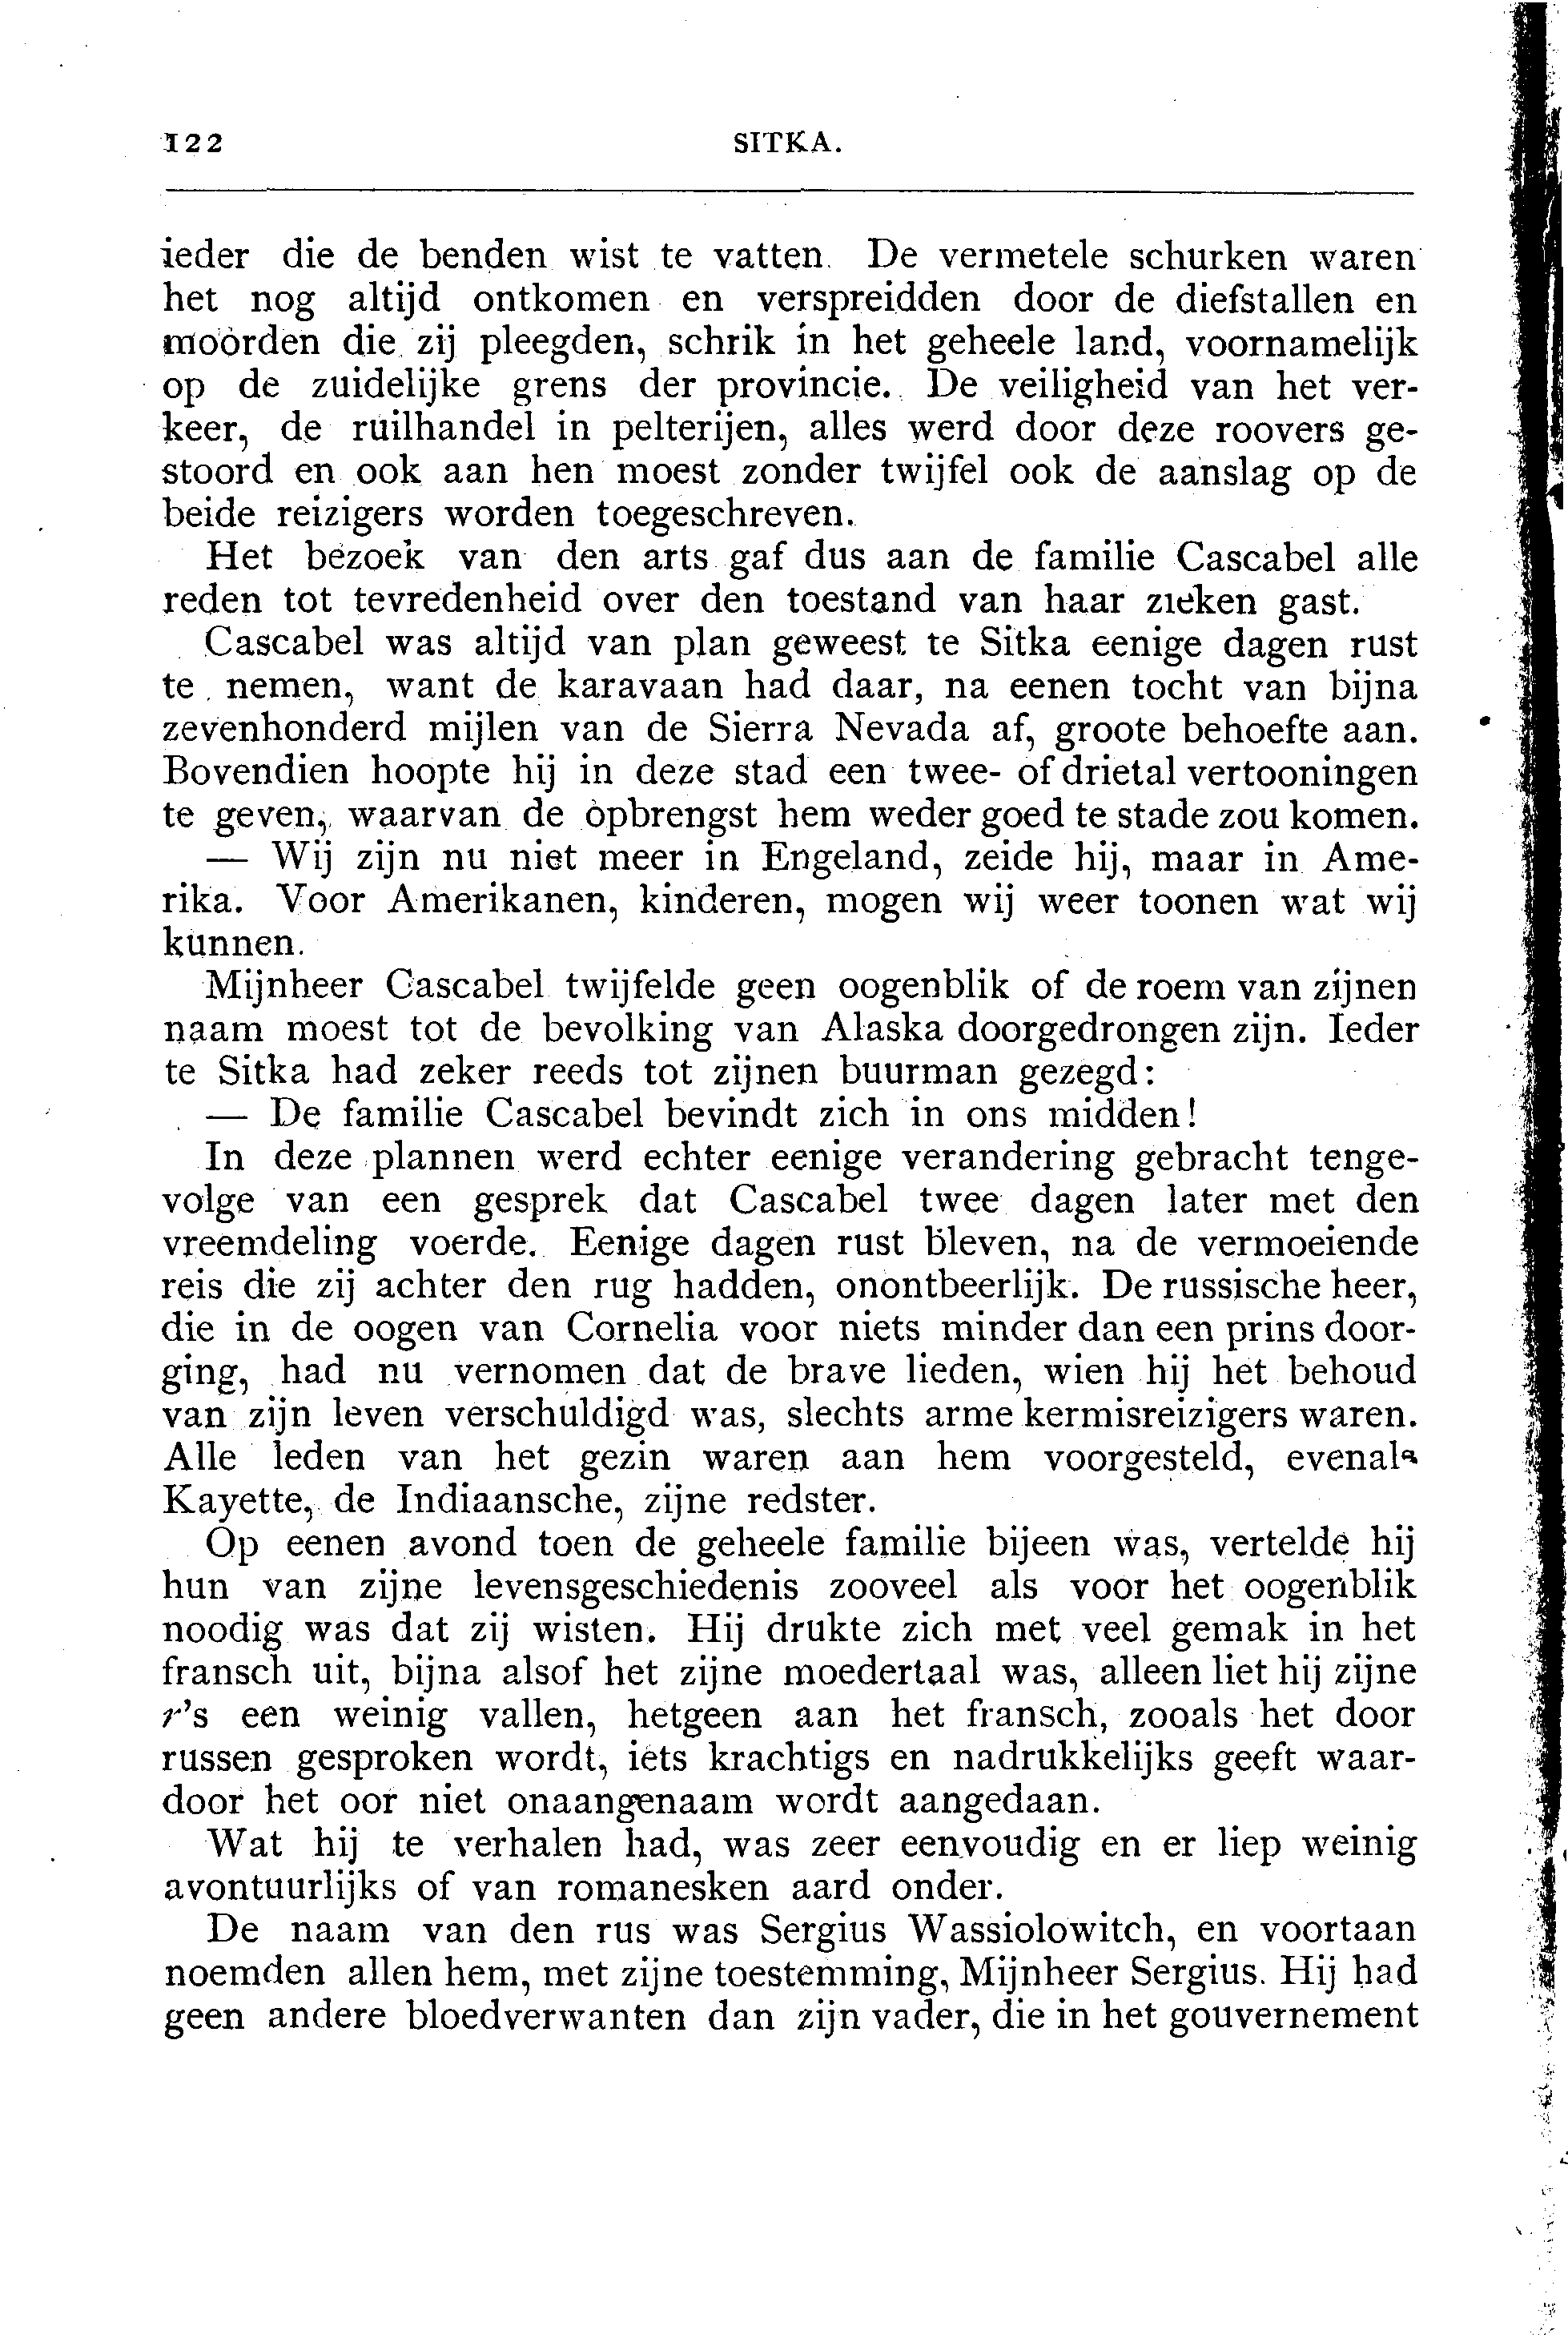 122 SITKA.
ieder die de benden wist te vatten. De vermetele schurken waren
het nog altijd ontkomen en verspreidden door de diefstallen en
moorden die zij pleegden, schrik in het geheele land, voornamelijk
op de zuidelijke grens der provincie. De veiligheid van het ver-
keer, de ruilhandel in pelterijen, alles werd door deze roovers ge-
stoord en ook aan hen moest zonder twijfel ook de aanslag op de
beide reizigers worden toegeschreven.
Het bezoek van den arts gaf dus aan de familie Cascabel alle
reden tot tevredenheid over den toestand van haar zieken gast.
Cascabel was altijd van plan geweest te Sitka eenige dagen rust
te nemen, want de karavaan had daar, na eenen tocht van bijna
zevenhonderd mijlen van de Sierra Nevada af, groote behoefte aan.
Bovendien hoopte hij in deze stad een twee- of drietal vertooningen
te geven, waarvan de opbrengst hem weder goed te stade zou komen.
— Wij zijn nu niet meer in Engeland, zeide hij, maar in Ame-
rika. Voor Amerikanen, kinderen, mogen wij weer toonen wat wij
kunnen.
Mijnheer Cascabel twijfelde geen oogenblik of de roem van zijnen
naam moest tot de bevolking van Alaska doorgedrongen zijn. Ieder
te Sitka had zeker reeds tot zijnen buurman gezegd:
— De familie Cascabel bevindt zich in ons midden!
In deze plannen werd echter eenige verandering gebracht tenge-
volge van een gesprek dat Cascabel twee dagen later met den
vreemdeling voerde. Eenige dagen rust bleven, na de vermoeiende
reis die zij achter den rug hadden, onontbeerlijk. De russische heer,
die in de oogen van Cornelia voor niets minder dan een prins door-
ging, had nu vernomen dat de brave lieden, wien hij het behoud
van zijn leven verschuldigd was, slechts arme kermisreizigers waren.
Alle leden van het gezin waren aan hem voorgesteld, evenals
Kayette, de Indiaansche, zijne redster.
Op eenen avond toen de geheele familie bijeen was, vertelde hij
hun van zijne levensgeschiedenis zooveel als voor het oogenblik
noodig was dat zij wisten. Hij drukte zich met veel gemak in het
fransch uit, bijna alsof het zijne moedertaal was, alleen liet hij zijne
r's een weinig vallen, hetgeen aan het fransch, zooals het door
russen gesproken wordt, iets krachtigs en nadrukkelijks geeft waar-
door het oor niet onaangenaam wordt aangedaan.
Wat hij te verhalen had, was zeer eenvoudig en er liep weinig
avontuurlijks of van romanesken aard onder.
De naam van den rus was Sergius Wassiolowitch, en voortaan
noemden allen hem, met zijne toestemming, Mijnheer Sergius. Hij had
geen andere bloedverwanten dan zijn vader, die in het gouvernement